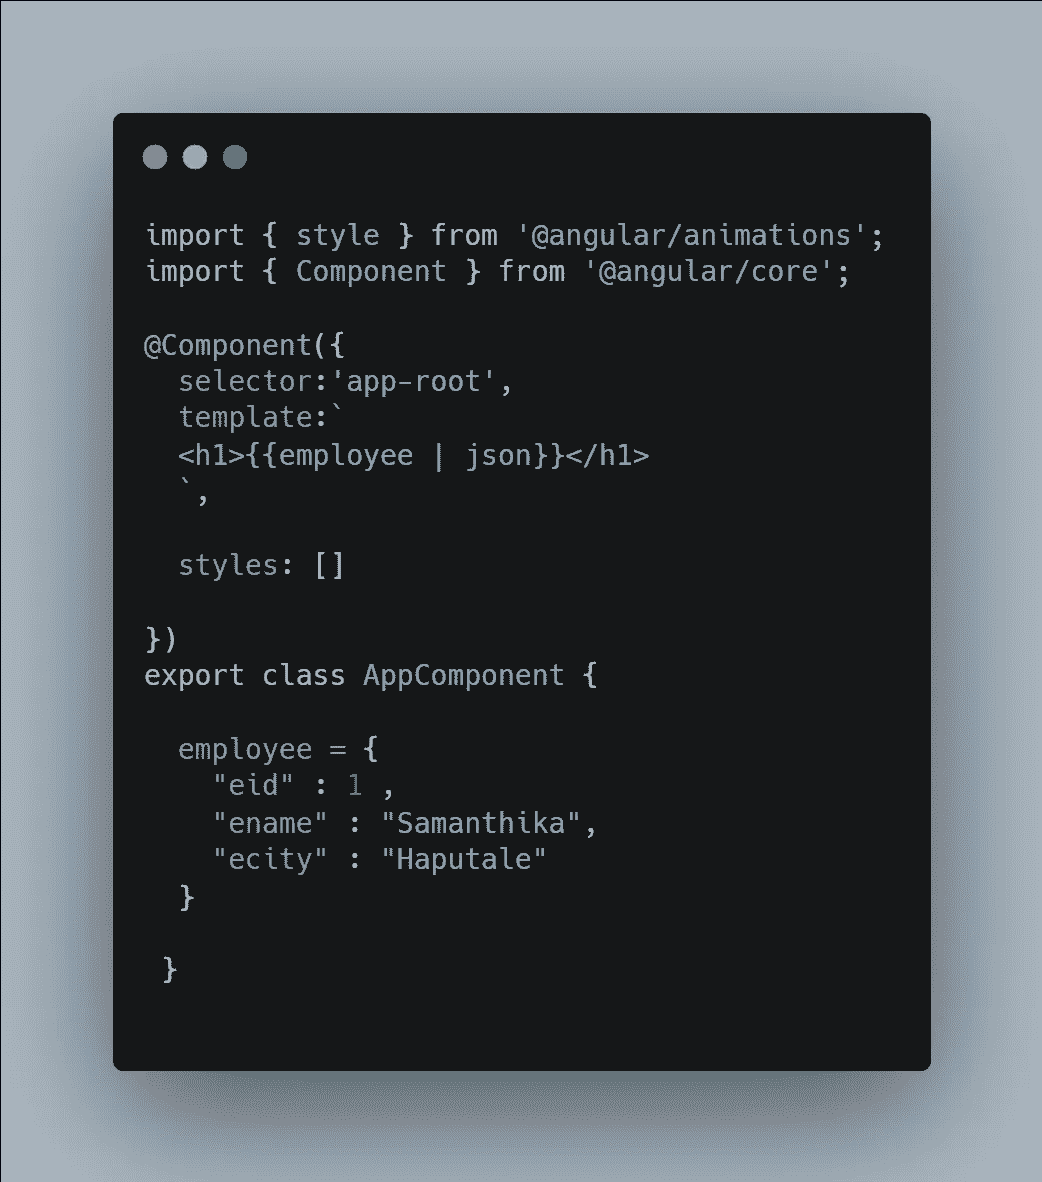 import { style } from '@angular/animations';
import { Component } from '@angular/core';
@Component({
selector:'app-root',
template:`
<h1>{{employee | json}}</h1>
`,
styles: []
})
export class AppComponent {
employee = {
"eid" : 1 ,
"ename" : "Samanthika",
"ecity" : "Haputale"
}
}